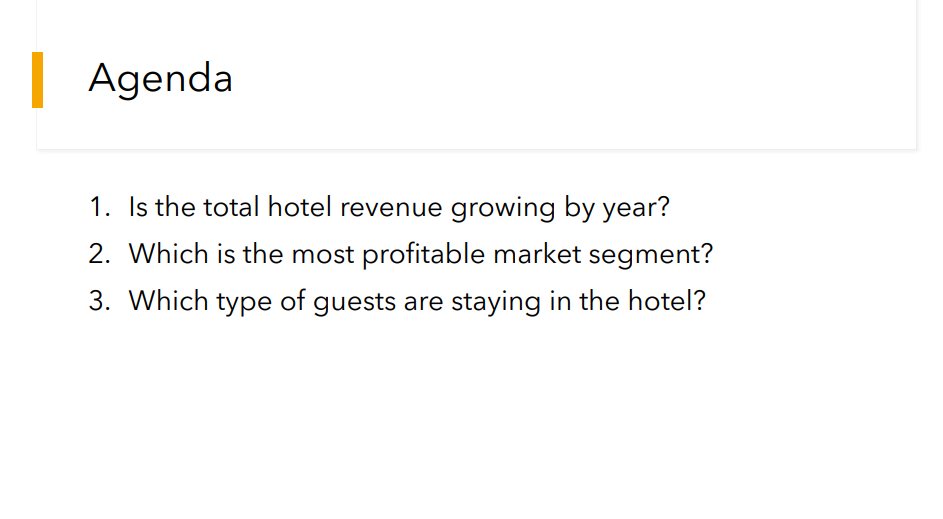 Agenda
1. Is the total hotel revenue growing by year?
2. Which is the most profitable market segment?
3. Which type of guests are staying in the hotel?